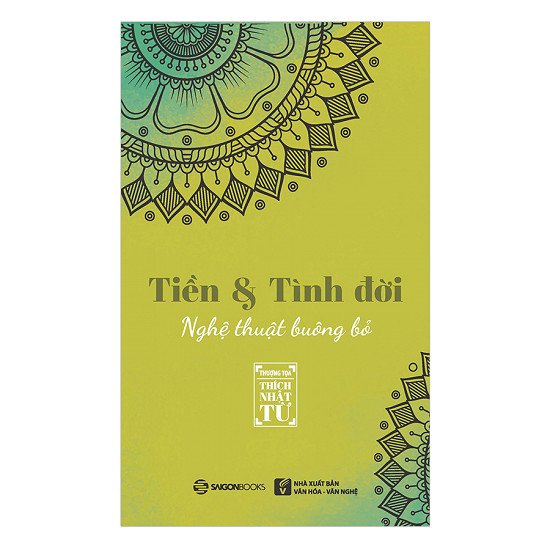 Tiền & Tình đời
Nghệ thuật buông bỏ
THƯỢNG TỌA
THÍCH
NHẬT
TỪ
SAIGONBOOKS
NHÀ XUẤT BẢN
VĂN HÓA - VĂN NGHỆ